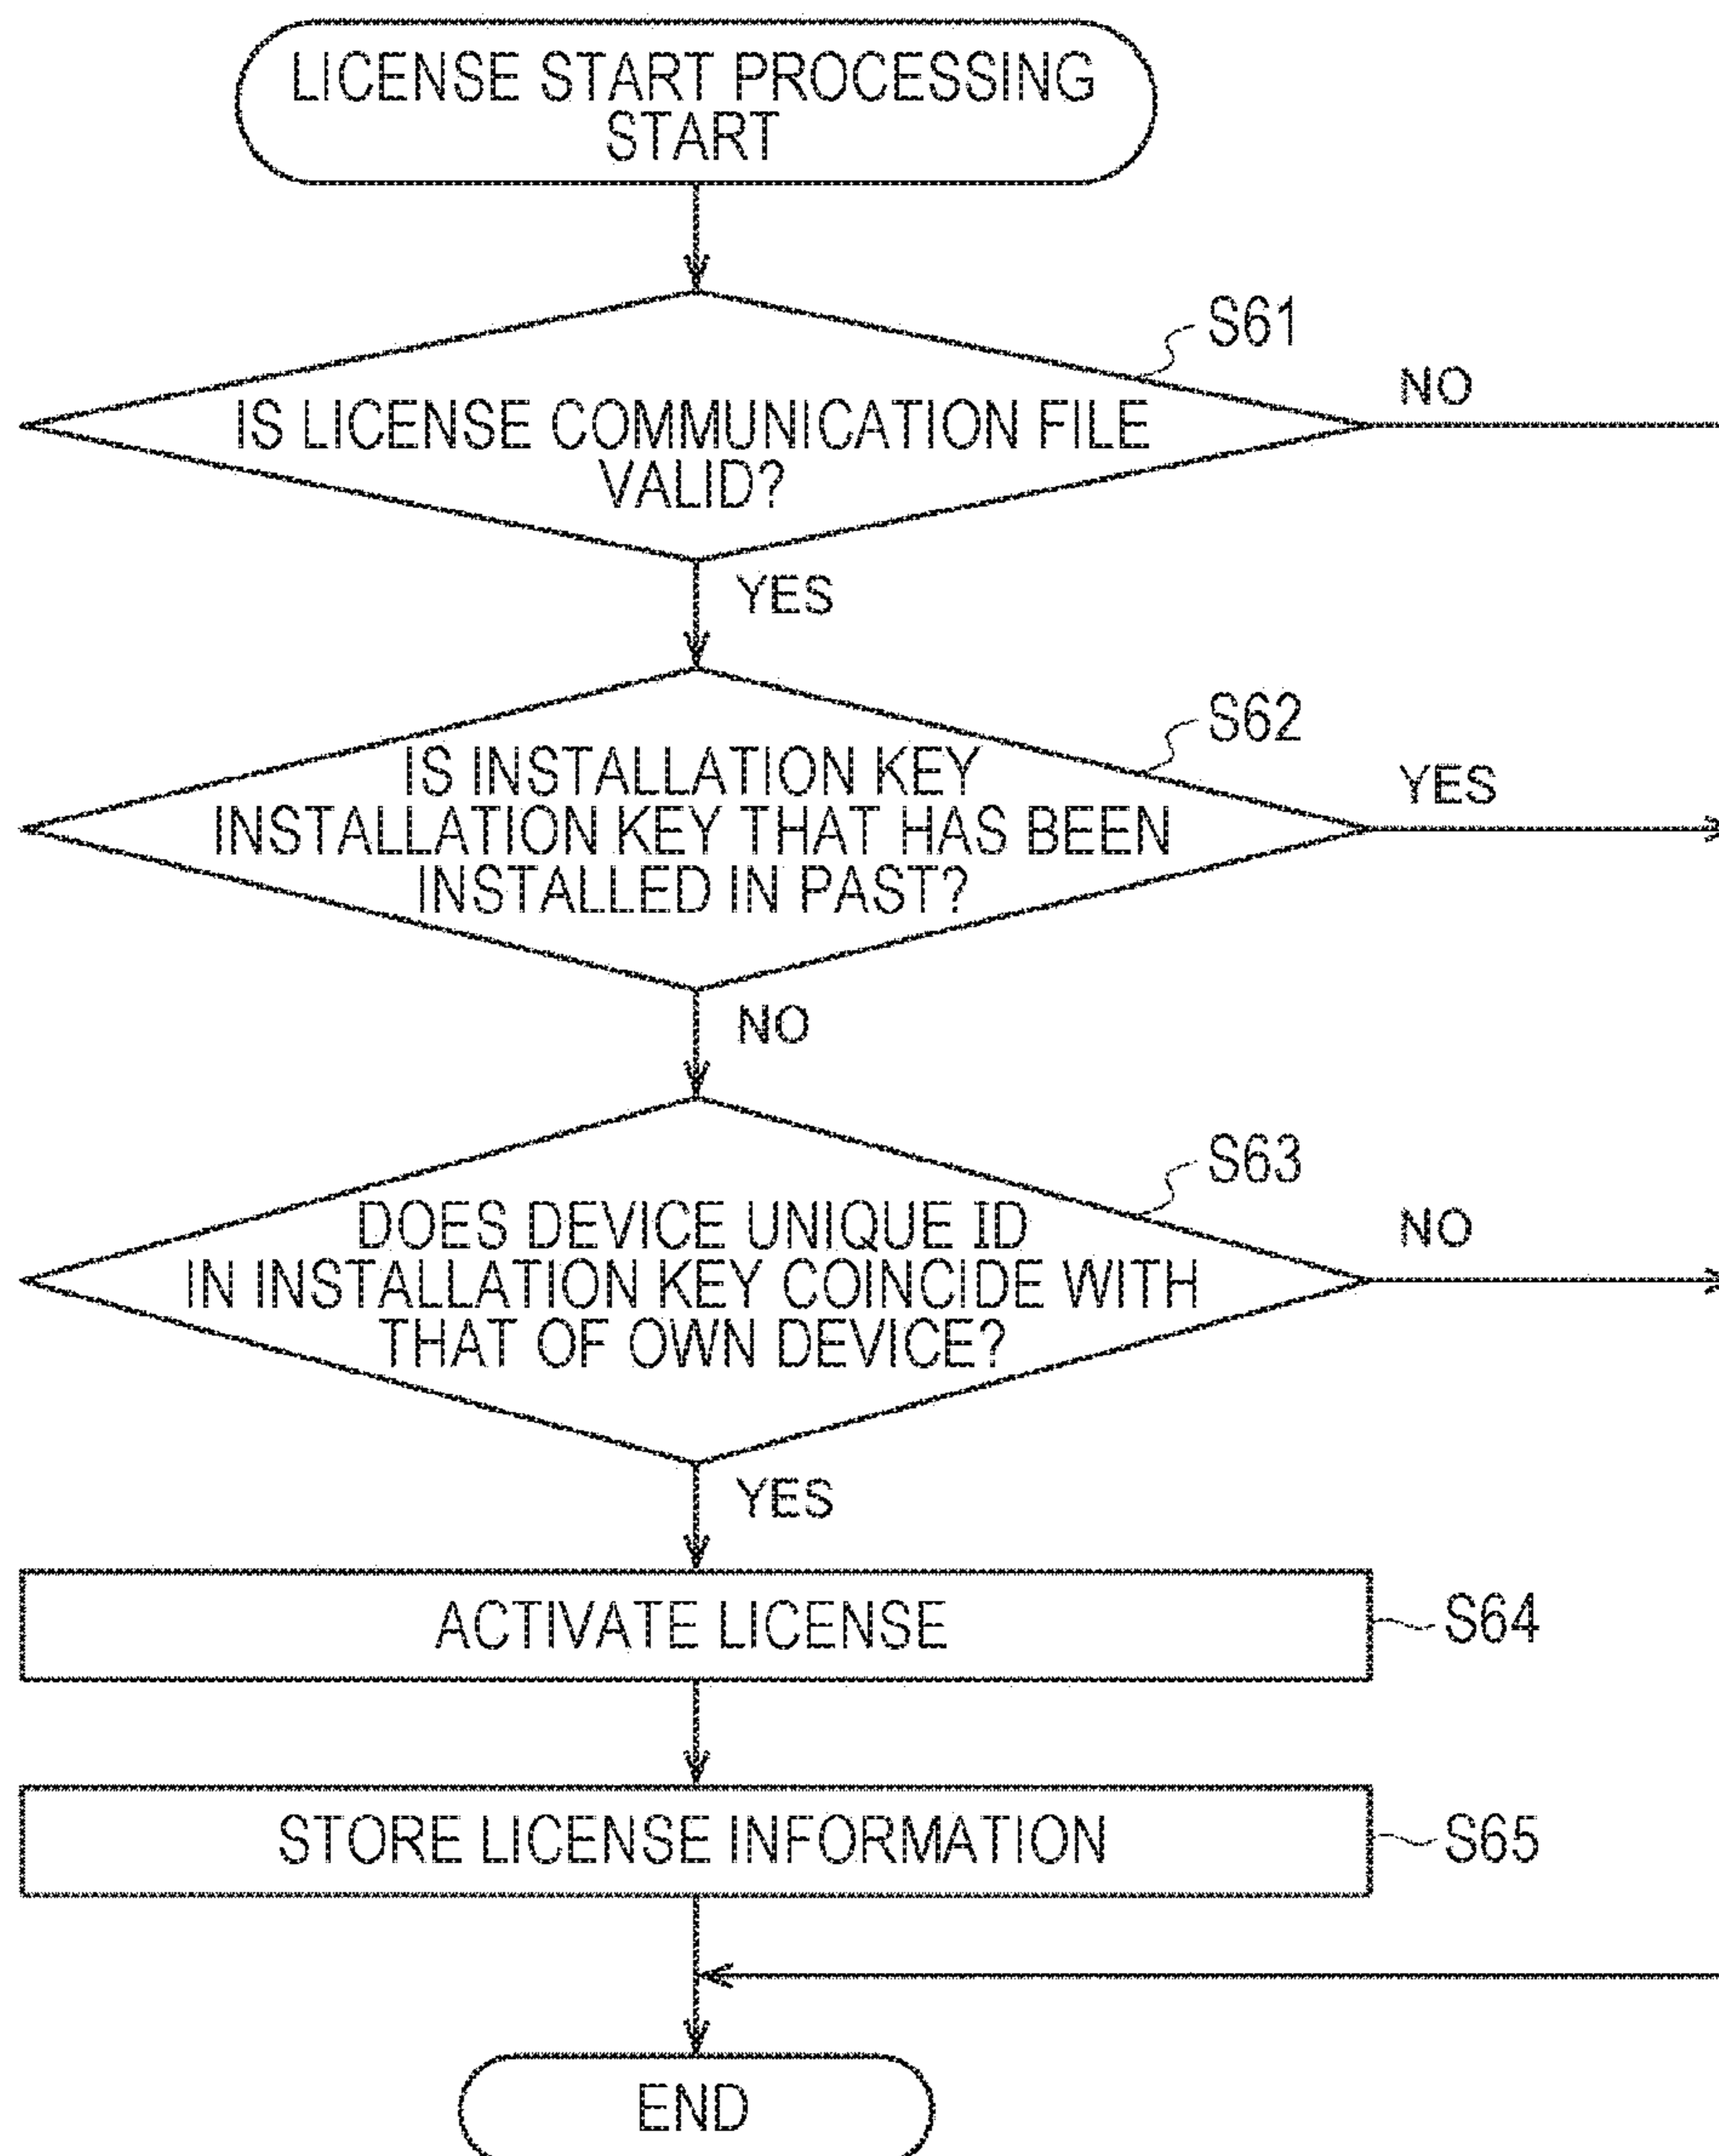 LICENSE START PROCESSING
START
S61
NO
IS LICENSE COMMUNICATION FILE
VALID?
YES
S62
YES
IS INSTALLATION KEY
INSTALLATION KEY THAT HAS BEEN
INSTALLED IN PAST?
NO
S63
NO
DOES DEVICE UNIQUE ID
IN INSTALLATION KEY COINCIDE WITH
THAT OF OWN DEVICE?
YES
ACTIVATE LICENSE
S64
STORE LICENSE INFORMATION
S65
END